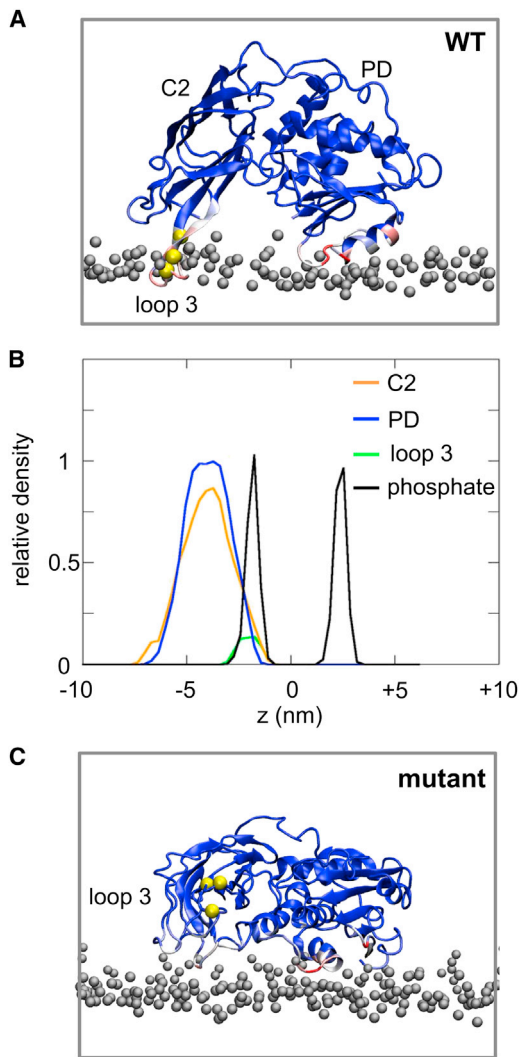 A
WT
C2
PD
loop 3
B
C2
PD
loop 3
phosphate
relative density
1
0.5
0
-10
-5
0
+5
+10
z (nm)
C
mutant
loop 3